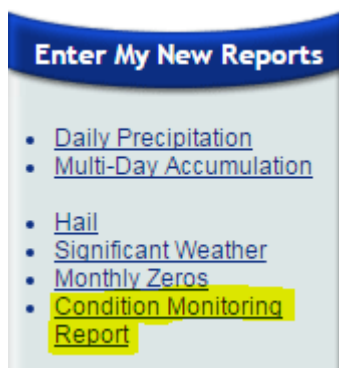 Enter My New Reports
Daily Precipitation
Multi-Day Accumulation
Hail
Significant Weather
Monthly Zeros
Condition Monitoring
Report